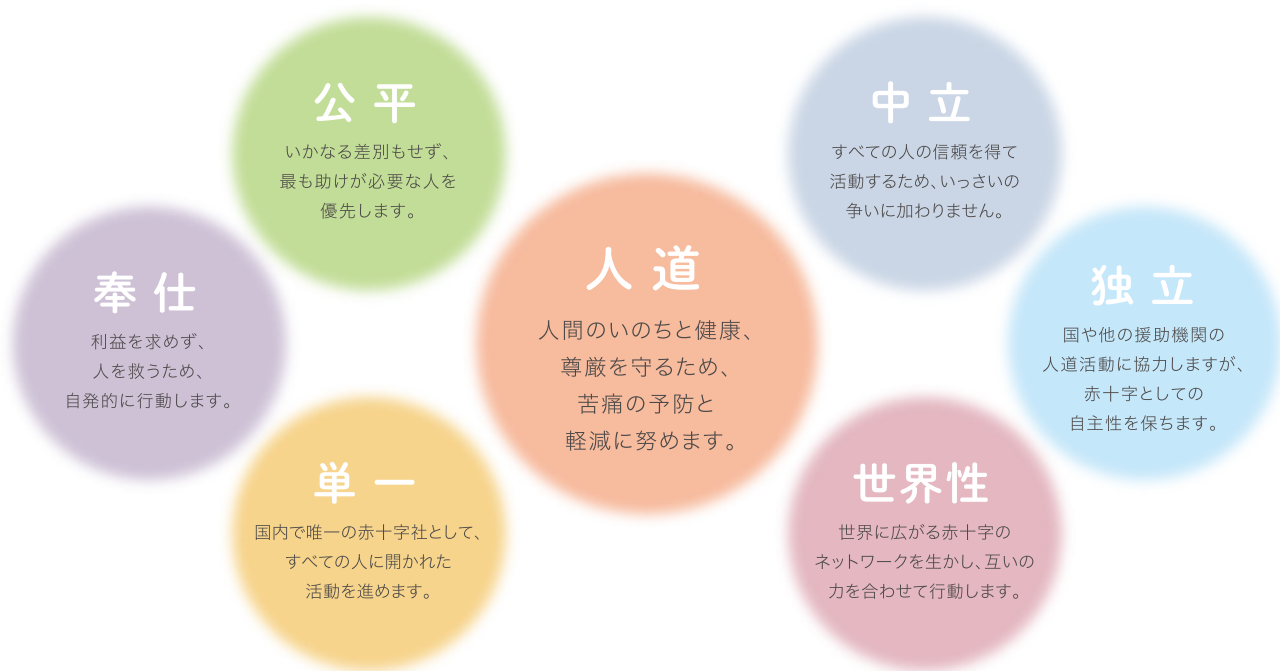 公平
いかなる差別もせず、
最も助けが必要な人を
優先します。
中立
すべての人の信頼を得て
活動するため、いっさいの
争いに加わりません。
奉仕
利益を求めず、
人を救うため、
自発的に行動します。
人道
人間のいのちと健康、
尊厳を守るため、
苦痛の予防と
軽減に努めます。
独立
国や他の援助機関の
人道活動に協力しますが、
赤十字としての
自主性を保ちます。
単一
国内で唯一の赤十字社として、
すべての人に開かれた
活動を進めます。
世界性
世界に広がる赤十字の
ネットワークを生かし、互いの
力を合わせて行動します。